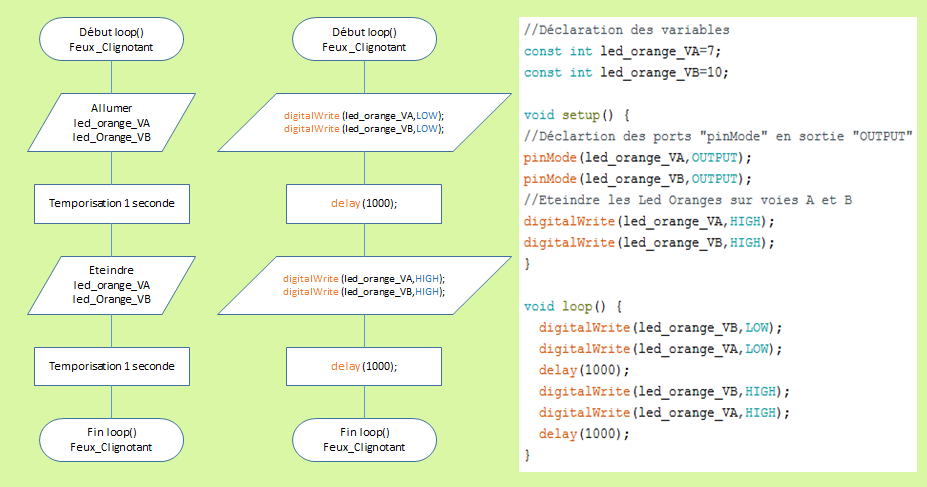 Début loop()
Feux_Clignotant
Allumer
led_orange_VA
led_Orange_VB
Temporisation 1 seconde
Eteindre
led_orange_VA
led_Orange_VB
Temporisation 1 seconde
Fin loop()
Feux_Clignotant
Début loop()
Feux_Clignotant
digitalWrite (led_orange_VA,LOW);
digitalWrite (led_orange_VB,LOW);
delay(1000);
digitalWrite (led_orange_VA,HIGH);
digitalWrite (led_orange_VB,HIGH);
delay(1000);
Fin loop()
Feux_Clignotant
//Déclaration des variables
const int led_orange_VA=7;
const int led_orange_VB=10;
void setup() {
//Déclartion des ports "pinMode" en sortie "OUTPUT"
pinMode(led_orange_VA,OUTPUT);
pinMode(led_orange_VB,OUTPUT);
//Eteindre les Led Oranges sur voies A et B
digitalWrite(led_orange_VA,HIGH);
digitalWrite(led_orange_VB,HIGH);
}
void loop() {
digitalWrite(led_orange_VB,LOW);
digitalWrite(led_orange_VA,LOW);
delay(1000);
digitalWrite(led_orange_VB,HIGH);
digitalWrite(led_orange_VA,HIGH);
delay(1000);
}